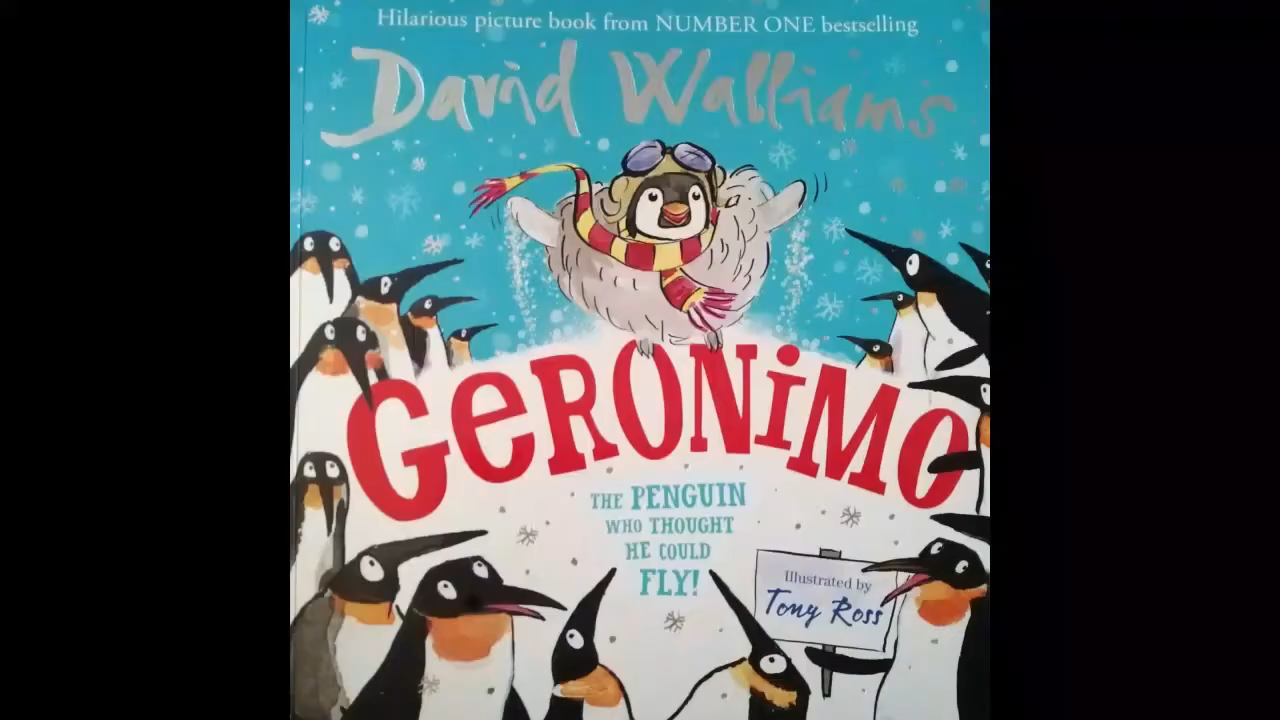 Hilarious picture book from NUMBER ONE bestselling
David Walliams
GeRONiMO
THE PENGUIN
WHO THOUGHT
HE COULD
FLY!
Illustrated by
Tony Ross